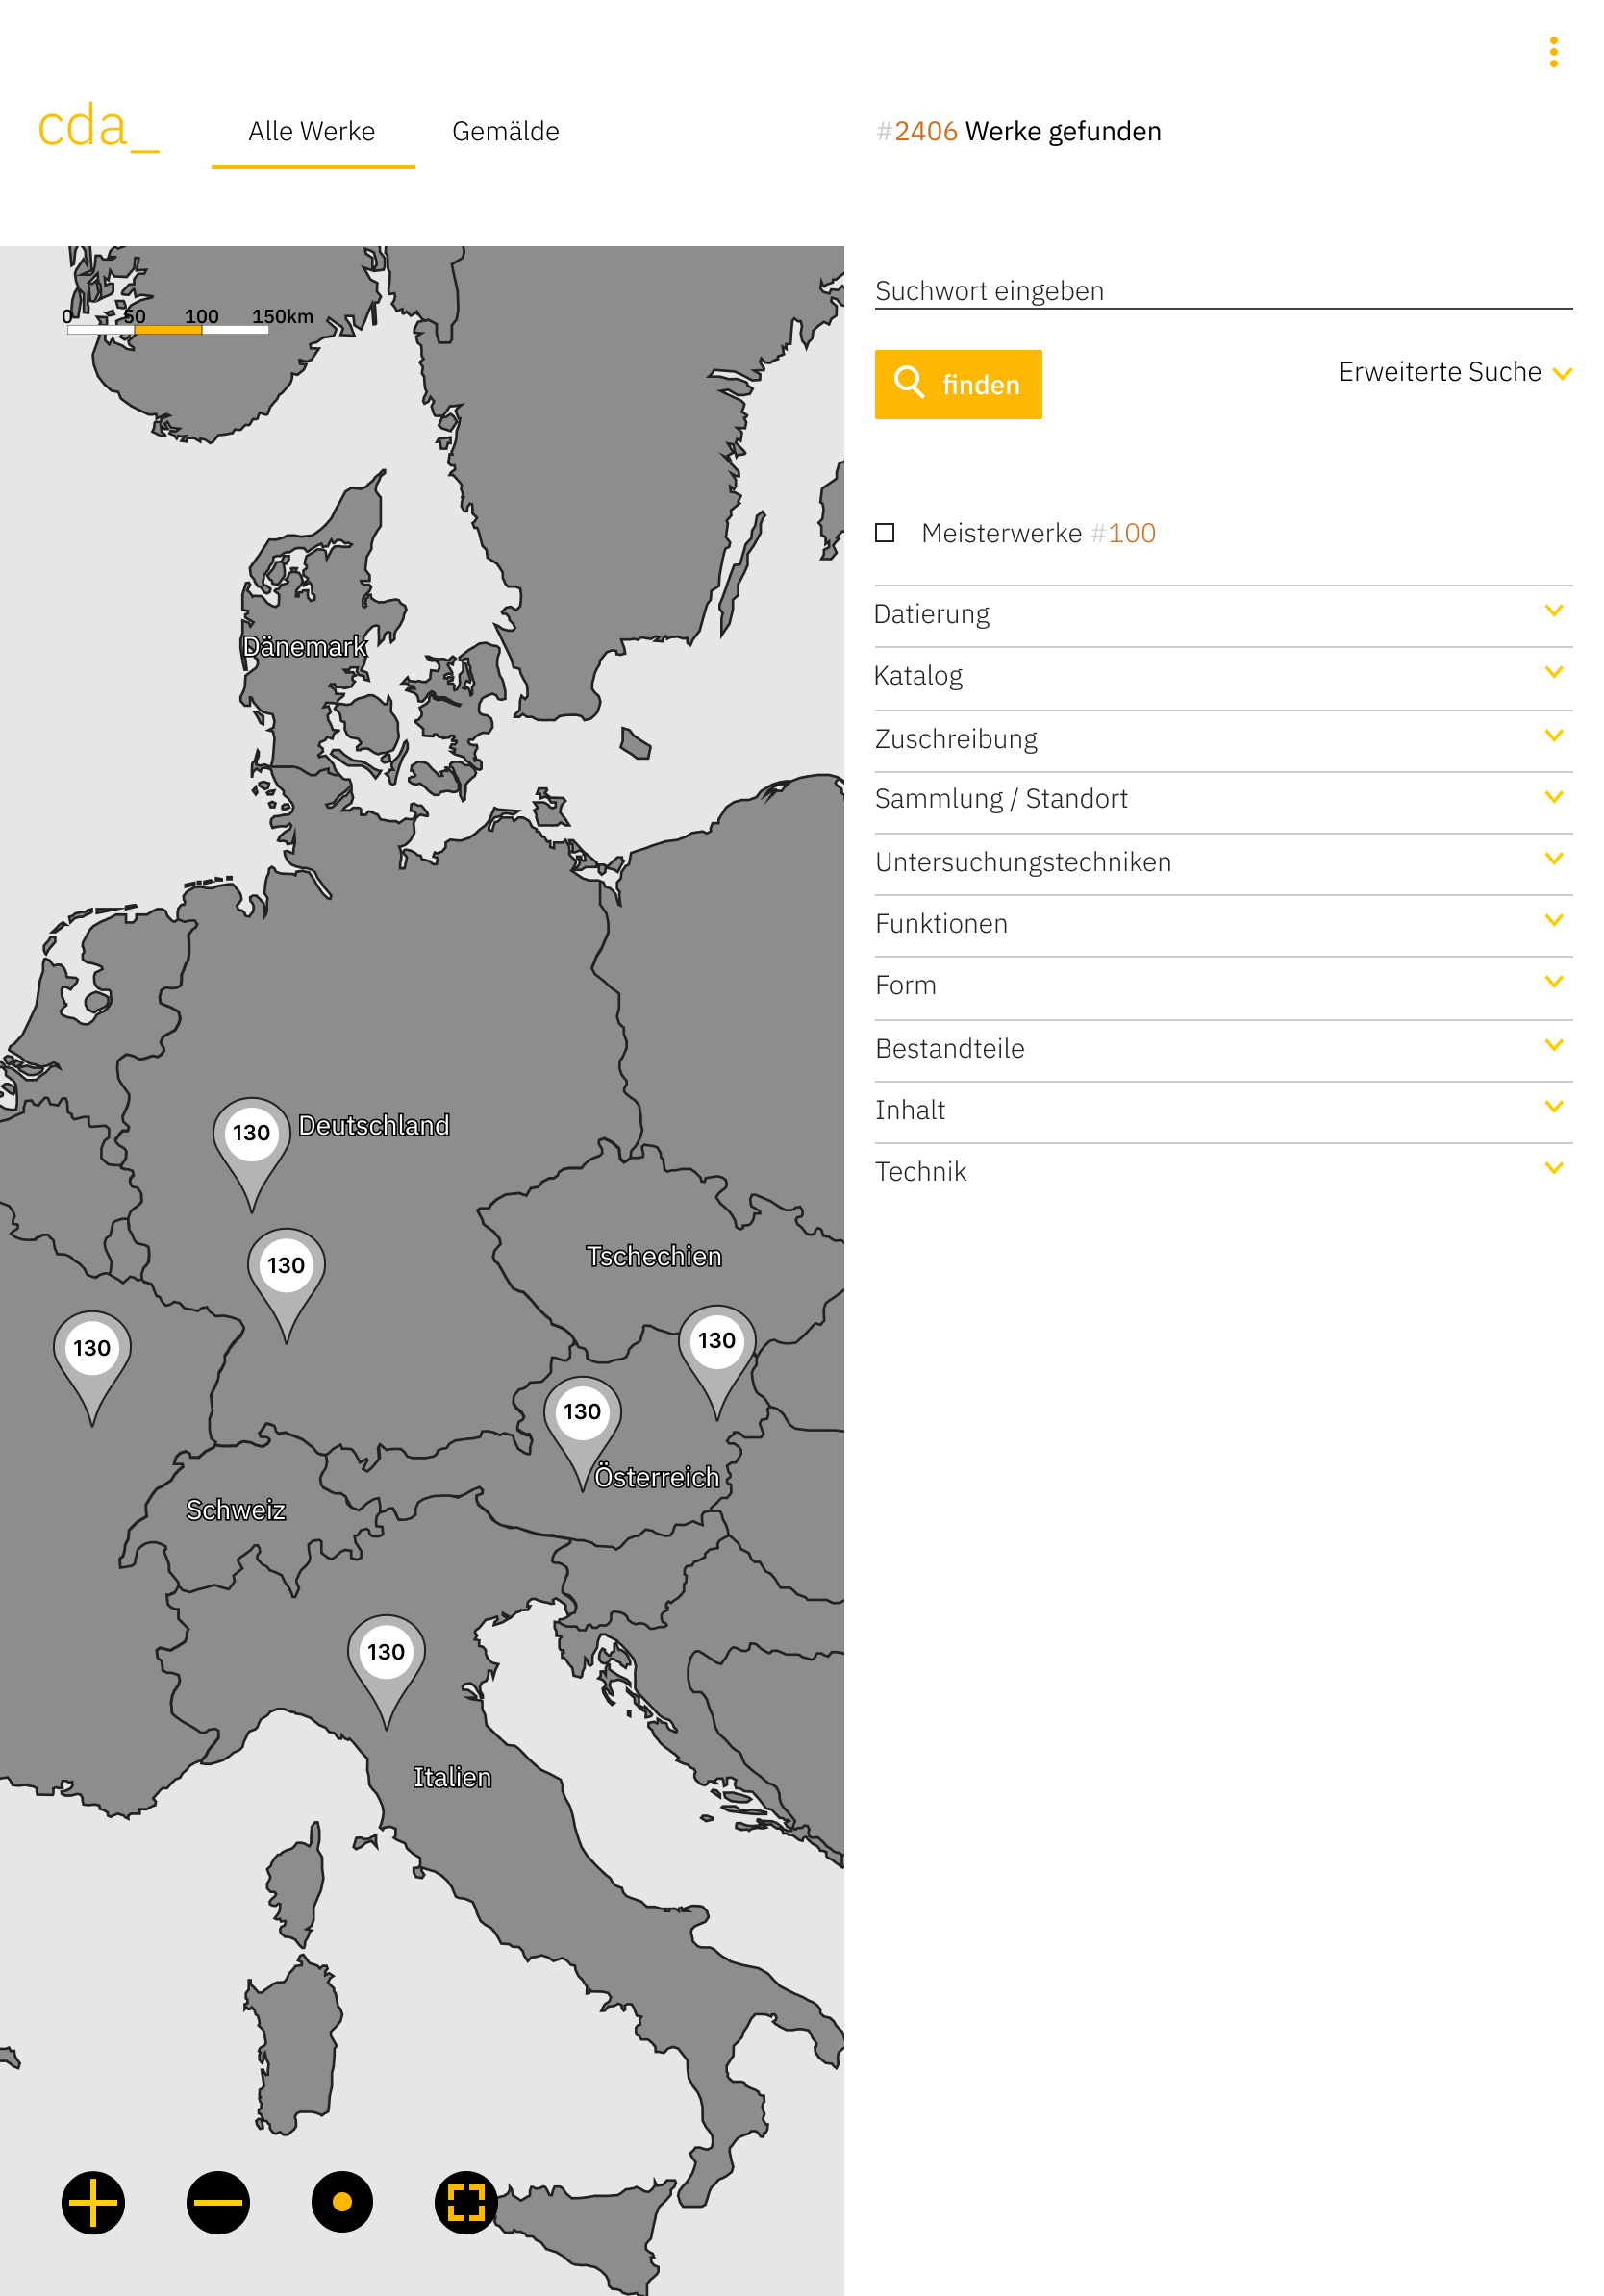 cda_
Alle Werke
Gemälde
#2406 Werke gefunden
0 50 100 150km
Dänemark
130
Deutschland
130
Tschechien
130
130
130
Österreich
Schweiz
130
Italien
Suchwort eingeben
finden
Erweiterte Suche
Meisterwerke #100
Datierung
Katalog
Zuschreibung
Sammlung / Standort
Untersuchungstechniken
Funktionen
Form
Bestandteile
Inhalt
Technik